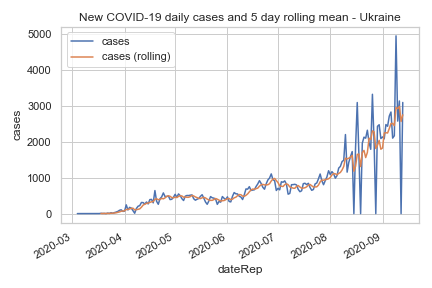 New COVID-19 daily cases and 5 day rolling mean - Ukraine
cases
cases (rolling)
5000
4000
3000
2000
1000
0
cases
2020-03
2020-04
2020-05
2020-06
2020-07
2020-08
2020-09
dateRep